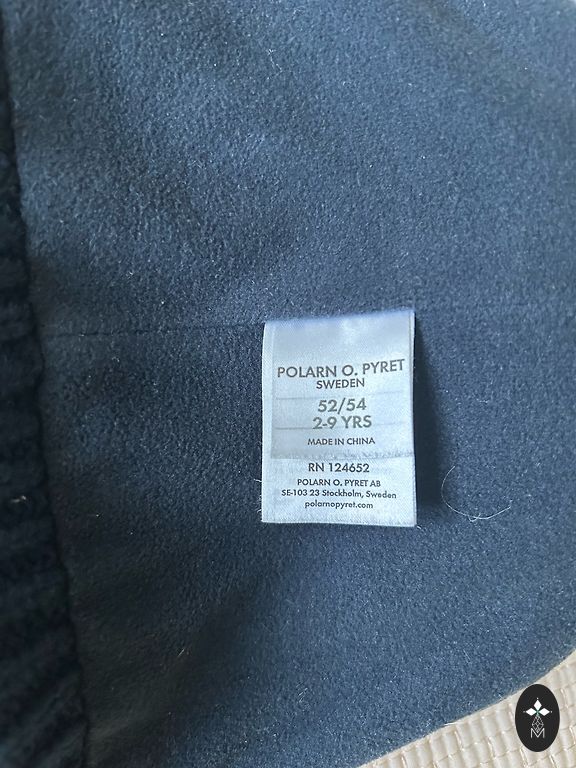 POLARN O. PYRET
SWEDEN
52/54
2-9 YRS
MADE IN CHINA
RN 124652
POLARN O. PYRET AB
SE-103 23 Stockholm, Sweden
polarnopyret.com
M